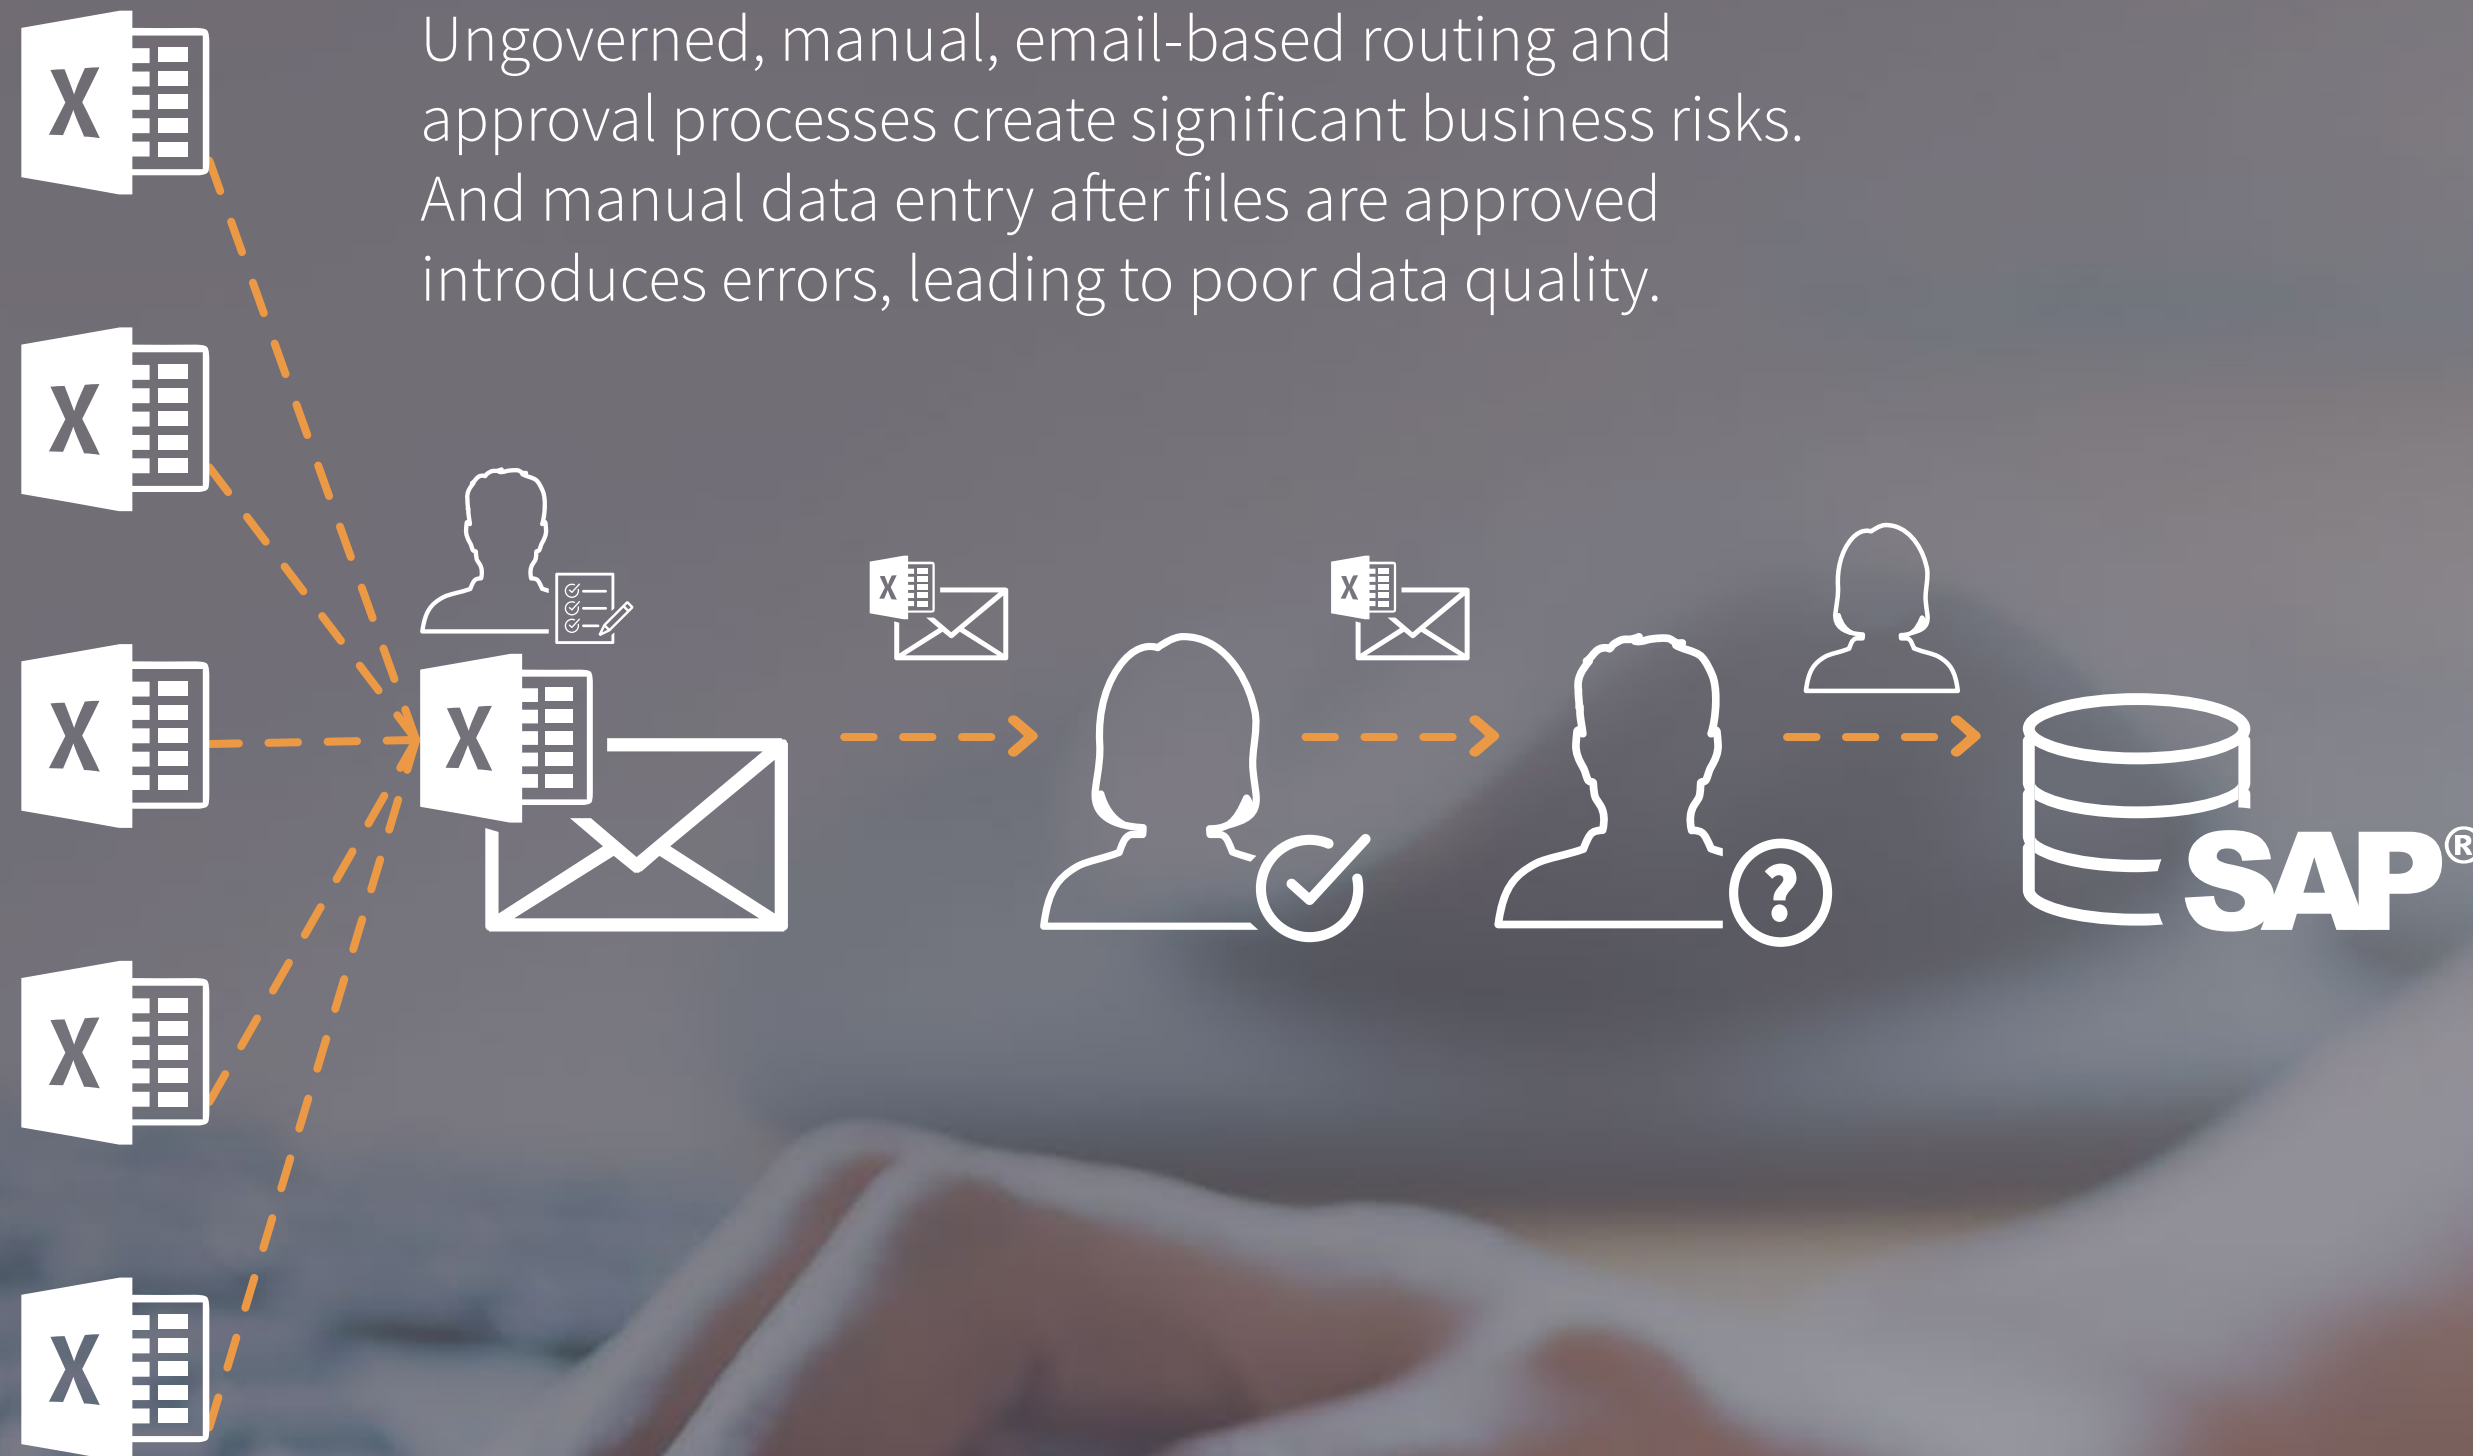 Ungoverned, manual, email-based routing and
approval processes create significant business risks.
And manual data entry after files are approved
introduces errors, leading to poor data quality.
X
X
X
X
X
X
X
X
?
SAP®